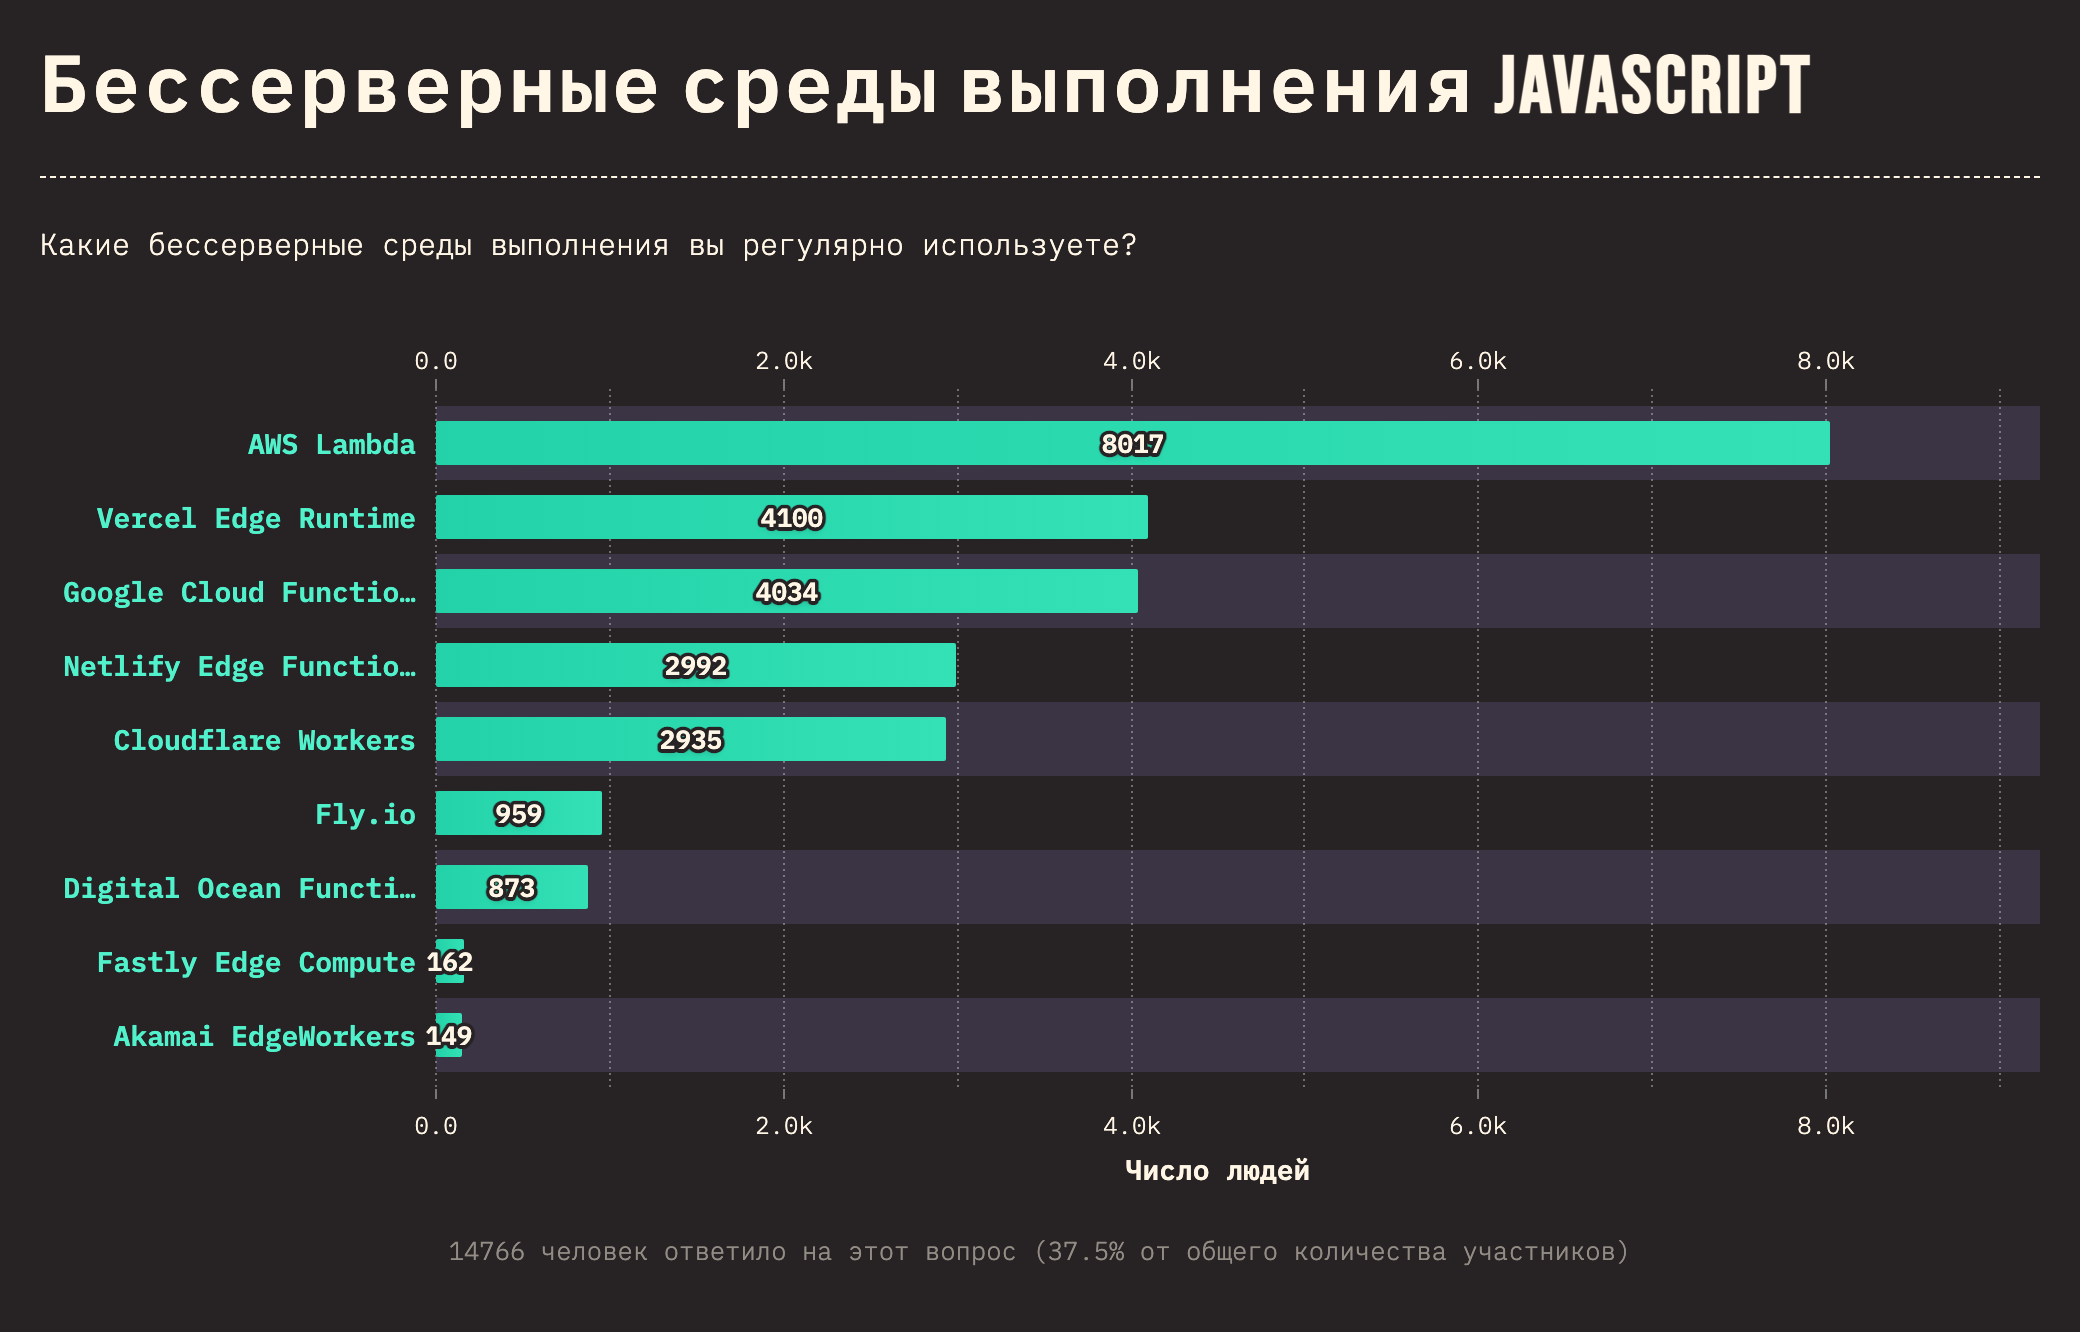 Бессерверные среды выполнения JAVASCRIPT
Какие бессерверные среды выполнения вы регулярно используете?
0.0 2.0k 4.0k 6.0k 8.0k
AWS Lambda 8017
Vercel Edge Runtime 4100
Google Cloud Functio… 4034
Netlify Edge Functio… 2992
Cloudflare Workers 2935
Fly.io 959
Digital Ocean Functi… 873
Fastly Edge Compute 162
Akamai EdgeWorkers 149
0.0 2.0k 4.0k 6.0k 8.0k
Число людей
14766 человек ответило на этот вопрос (37.5% от общего количества участников)